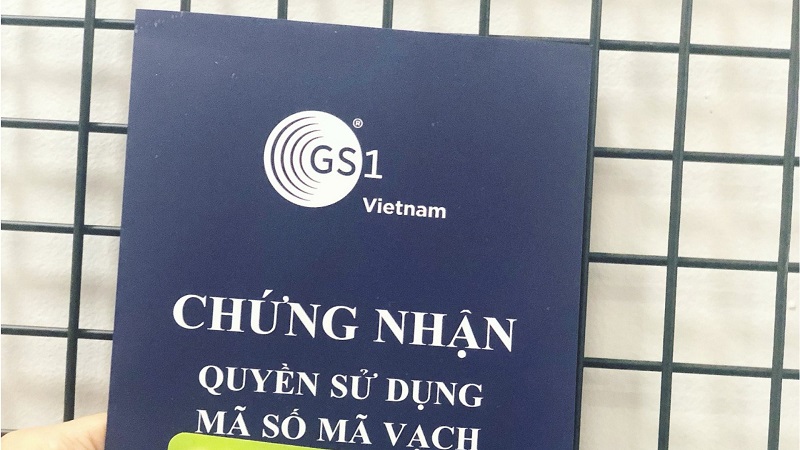 GS1®
Vietnam
CHỨNG NHẬN
QUYỀN SỬ DỤNG
MÃ SỐ MÃ VẠCH